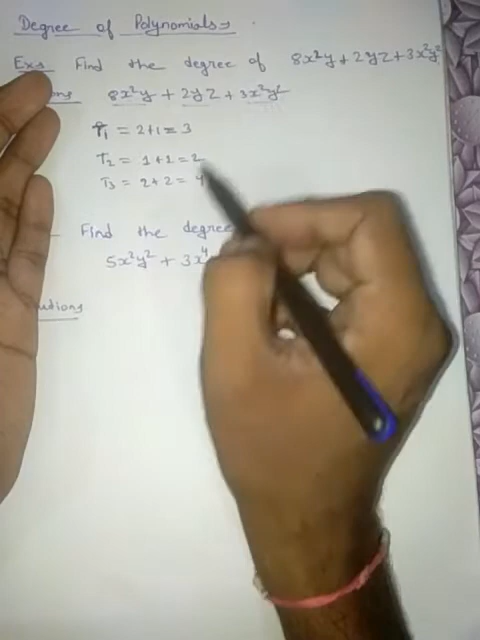 Degree of Polynomials:
Ex: Find the degree of 8x²y+2yz+3x²y²
8x²y + 2yz + 3x²y²
T₁ = 2+1=3
T₂ = 1+1=2
T₃ = 2+2=4
Find the degree
5x²y² + 3x⁴